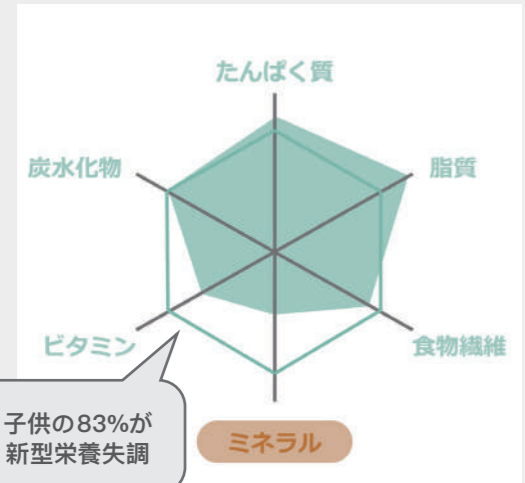 たんぱく質
炭水化物
脂質
ビタミン
食物繊維
子供の83%が
新型栄養失調
ミネラル